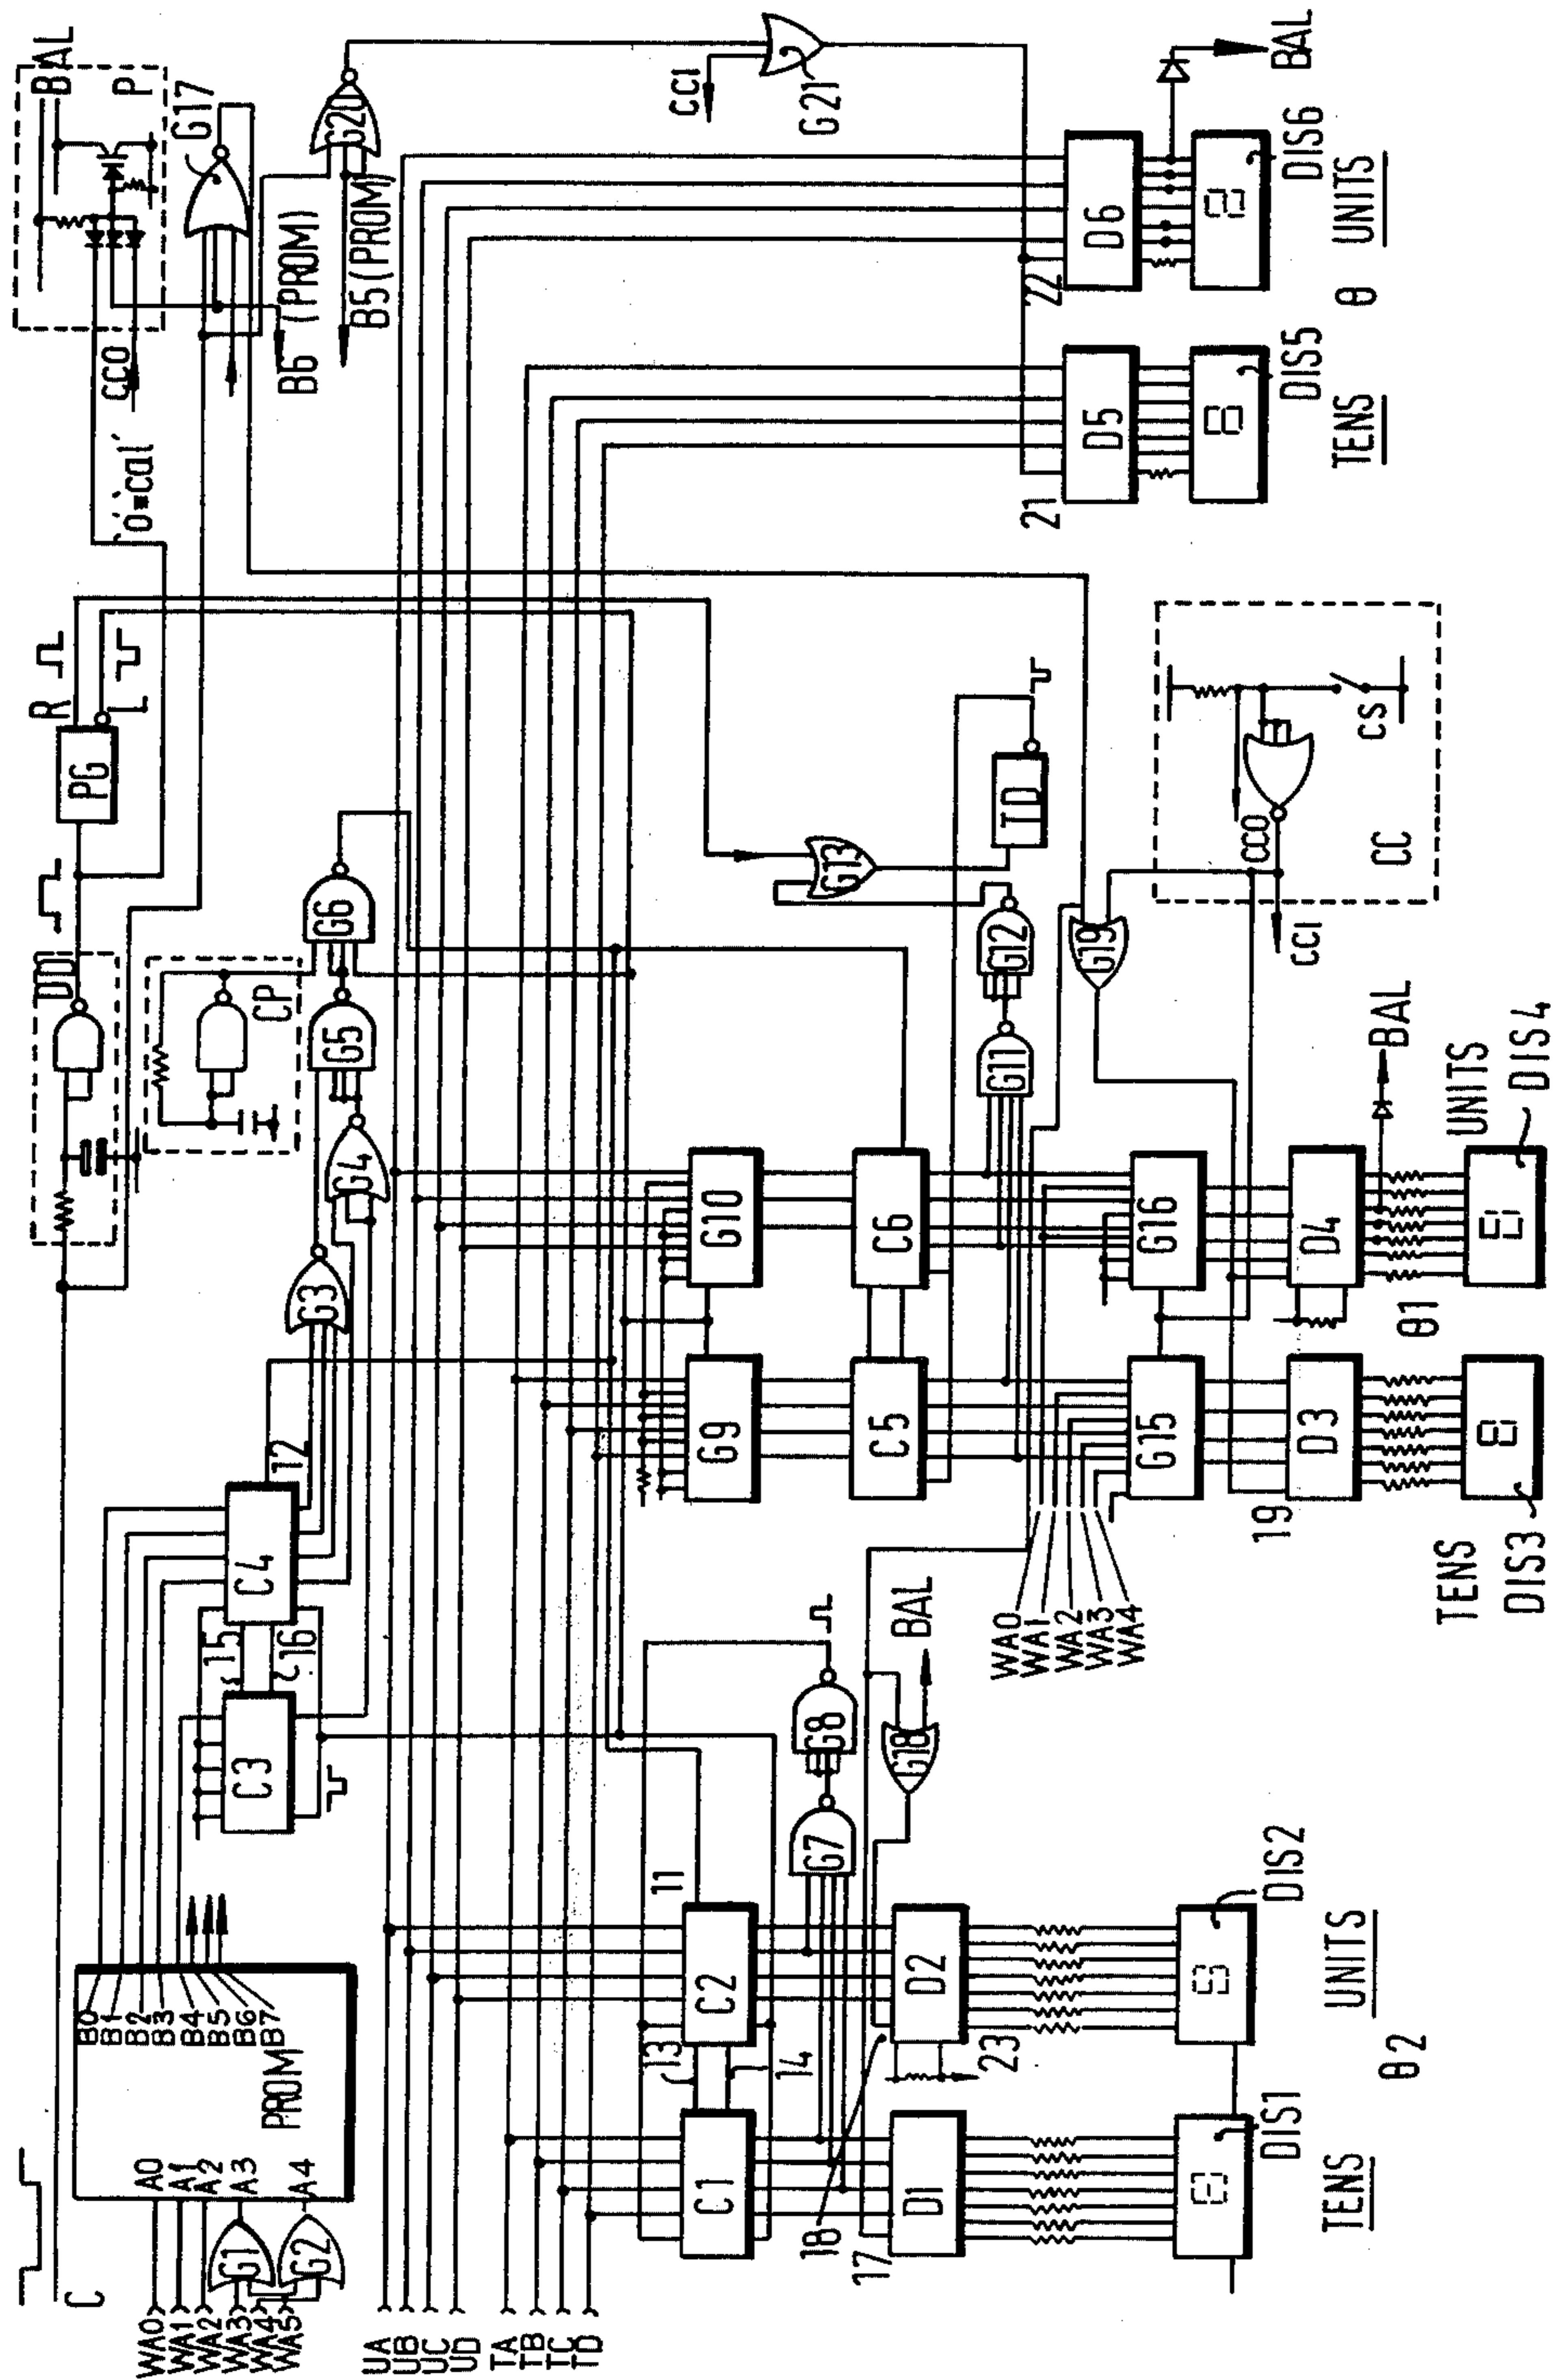 C
WA0
WA1
WA2
WA3
WA4
WA5
G1
G2
A0
A1
A2
A3
A4
PROM
B0
B1
B2
B3
B4
B5
B6
B7
UA
UB
UC
UD
TA
TB
TC
TD
C3
15
16
C4
12
G3
G4
G5
G6
DD
CP
PG
R
L
'0'='cal'
CC0
BAL
P
G17
B6 (PROM)
B5 (PROM)
G20
CC1
G21
C1
13
14
C2
11
G7
G8
G18
BAL
18
17
D1
D2
23
DIS1
TENS
DIS2
UNITS
θ2
G9
G10
C5
C6
G11
G12
G13
TD
WA0
WA1
WA2
WA3
WA4
G15
G16
G19
19
D3
D4
BAL
TENS
DIS3
θ1
UNITS
DIS4
CC0
CS
CC
CC1
21
D5
22
D6
BAL
TENS
DIS5
θ
UNITS
DIS6